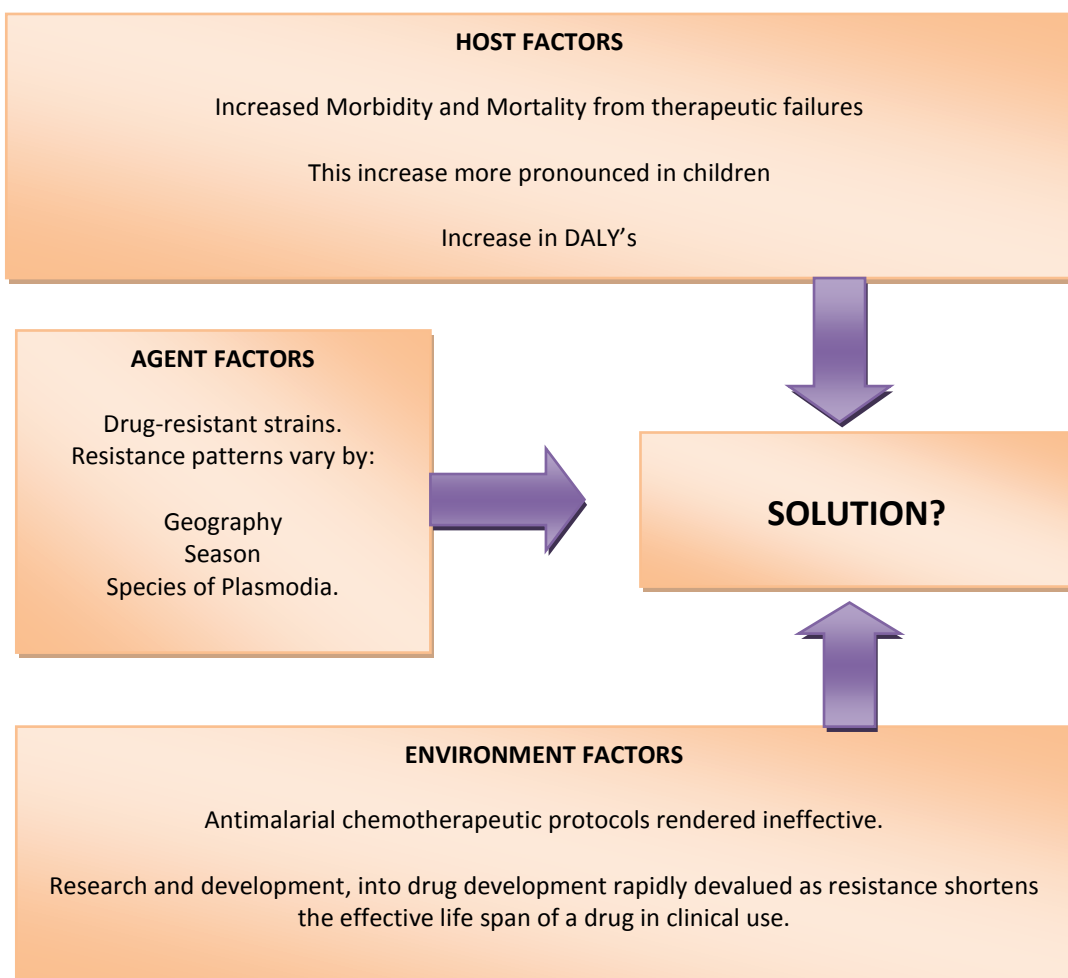 HOST FACTORS
Increased Morbidity and Mortality from therapeutic failures
This increase more pronounced in children
Increase in DALY’s
AGENT FACTORS
Drug-resistant strains.
Resistance patterns vary by:
Geography
Season
Species of Plasmodia.
SOLUTION?
ENVIRONMENT FACTORS
Antimalarial chemotherapeutic protocols rendered ineffective.
Research and development, into drug development rapidly devalued as resistance shortens
the effective life span of a drug in clinical use.